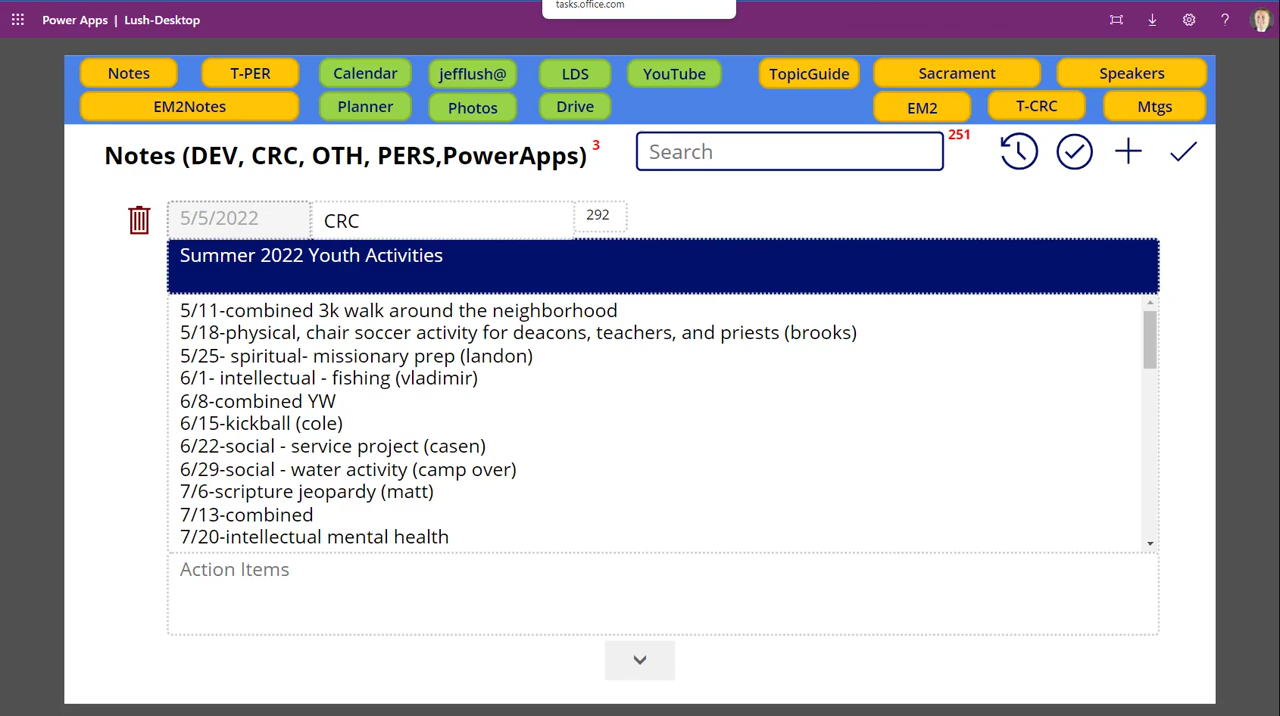 tasks.office.com
Power Apps | Lush-Desktop
?
Notes T-PER Calendar jefflush@ LDS YouTube TopicGuide Sacrament Speakers
EM2Notes Planner Photos Drive EM2 T-CRC Mtgs
Notes (DEV, CRC, OTH, PERS,PowerApps) 3
Search
251
5/5/2022 CRC 292
Summer 2022 Youth Activities
5/11-combined 3k walk around the neighborhood
5/18-physical, chair soccer activity for deacons, teachers, and priests (brooks)
5/25- spiritual- missionary prep (landon)
6/1- intellectual - fishing (vladimir)
6/8-combined YW
6/15-kickball (cole)
6/22-social - service project (casen)
6/29-social - water activity (camp over)
7/6-scripture jeopardy (matt)
7/13-combined
7/20-intellectual mental health
Action Items